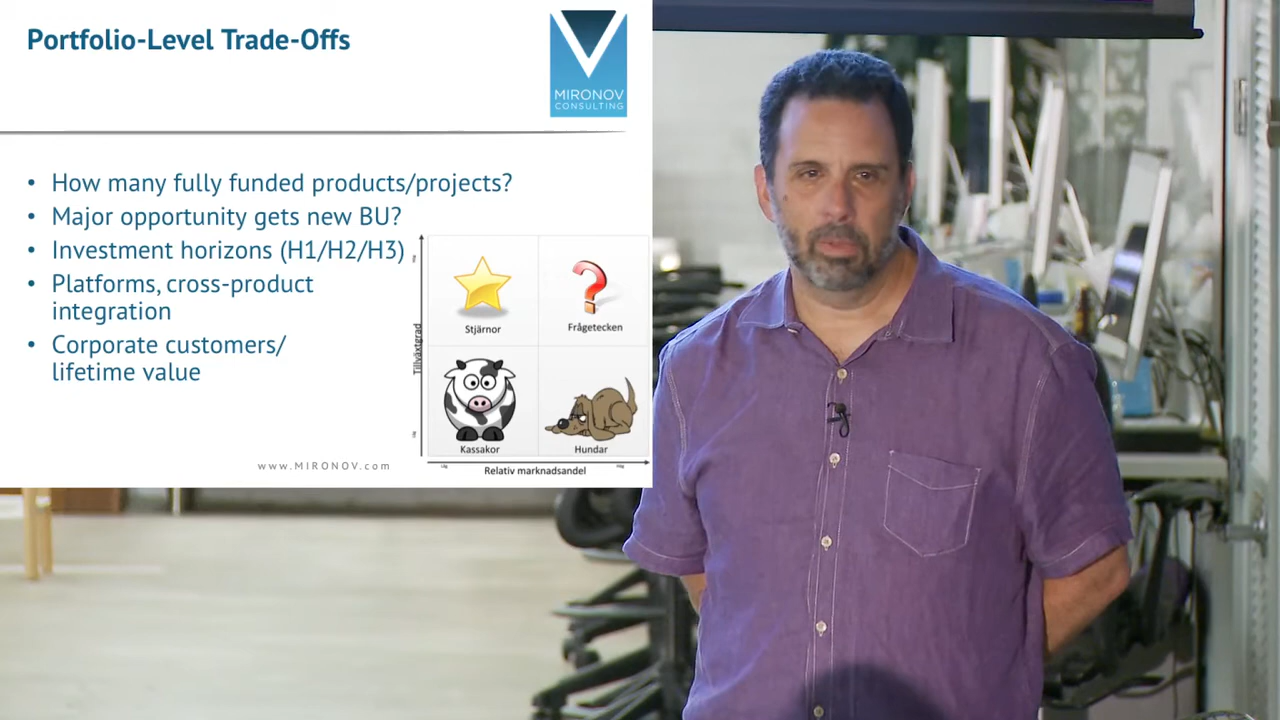 Portfolio-Level Trade-Offs
MIRONOV
CONSULTING
• How many fully funded products/projects?
• Major opportunity gets new BU?
• Investment horizons (H1/H2/H3)
• Platforms, cross-product
integration
• Corporate customers/
lifetime value
Tillväxtgrad
Stjärnor
Frågetecken
Kassakor
Hundar
Relativ marknadsandel
www.MIRONOV.com